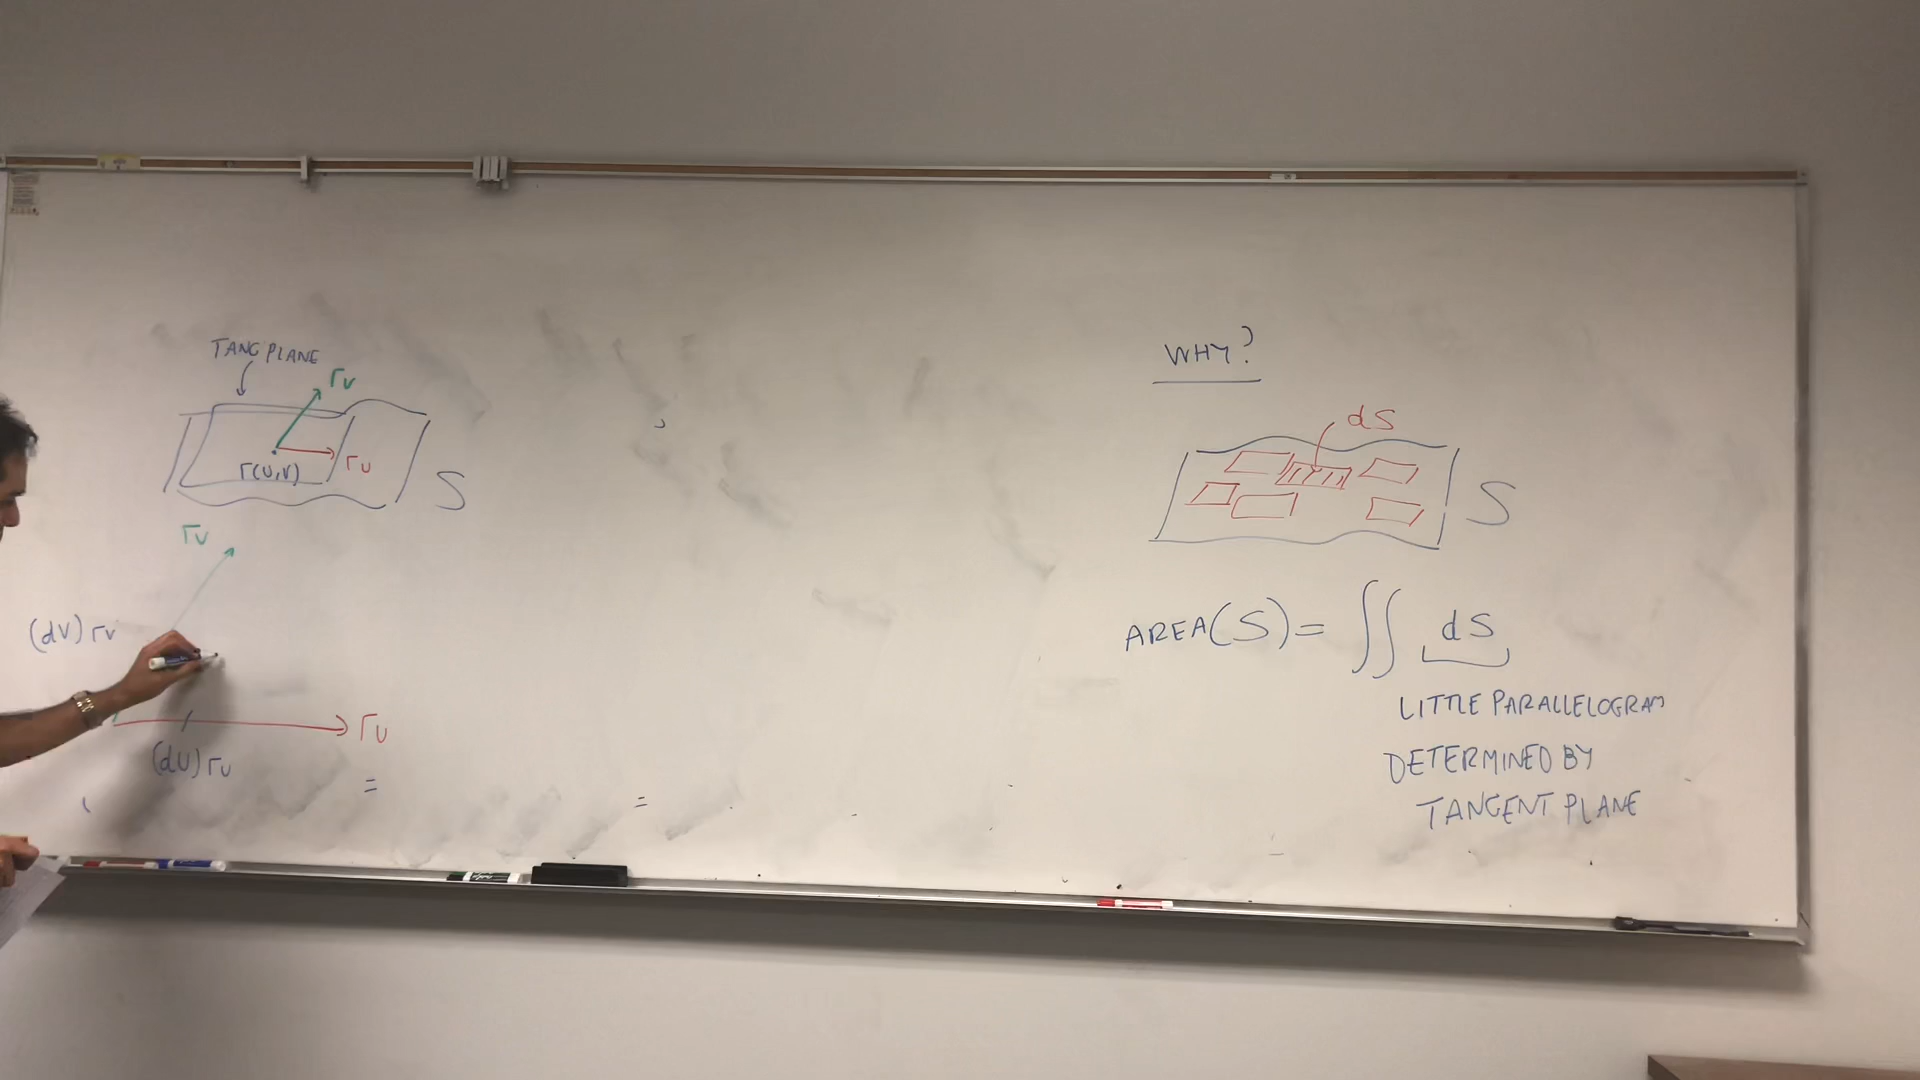 TANG PLANE
rv
r(u,v)
ru
S
rv
(dv) rv
ru
(du) ru
=
=
WHY?
dS
S
AREA(S) = ∬ dS
LITTLE PARALLELOGRAM
DETERMINED BY
TANGENT PLANE